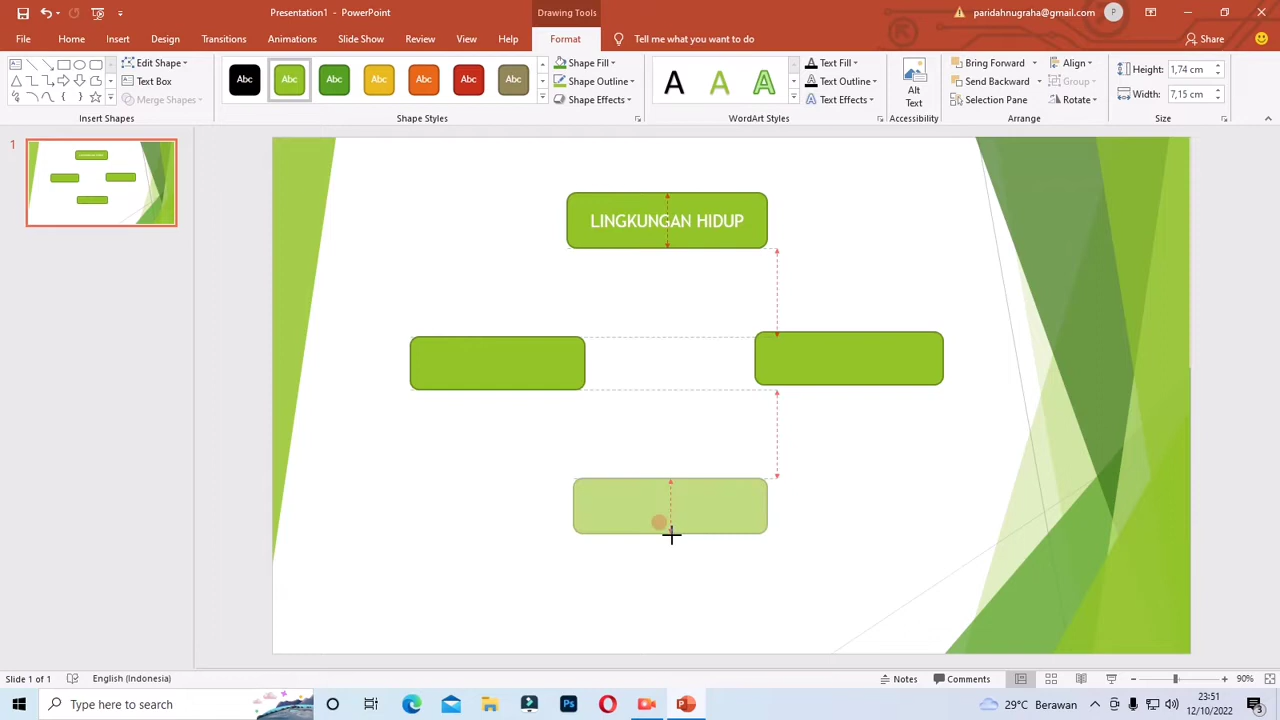 Presentation1 - PowerPoint
Drawing Tools
paridahnugraha@gmail.com
P
File
Home
Insert
Design
Transitions
Animations
Slide Show
Review
View
Help
Format
Tell me what you want to do
Share
Edit Shape
Text Box
Merge Shapes
Insert Shapes
Abc
Abc
Abc
Abc
Abc
Abc
Abc
Shape Fill
Shape Outline
Shape Effects
Shape Styles
A
A
A
Text Fill
Text Outline
Text Effects
WordArt Styles
Alt
Text
Accessibility
Bring Forward
Send Backward
Selection Pane
Align
Group
Rotate
Arrange
Height:
1,74 cm
Width:
7,15 cm
Size
1
LINGKUNGAN HIDUP
Slide 1 of 1
English (Indonesia)
Notes
Comments
90%
Type here to search
29°C Berawan
23:51
12/10/2022
3